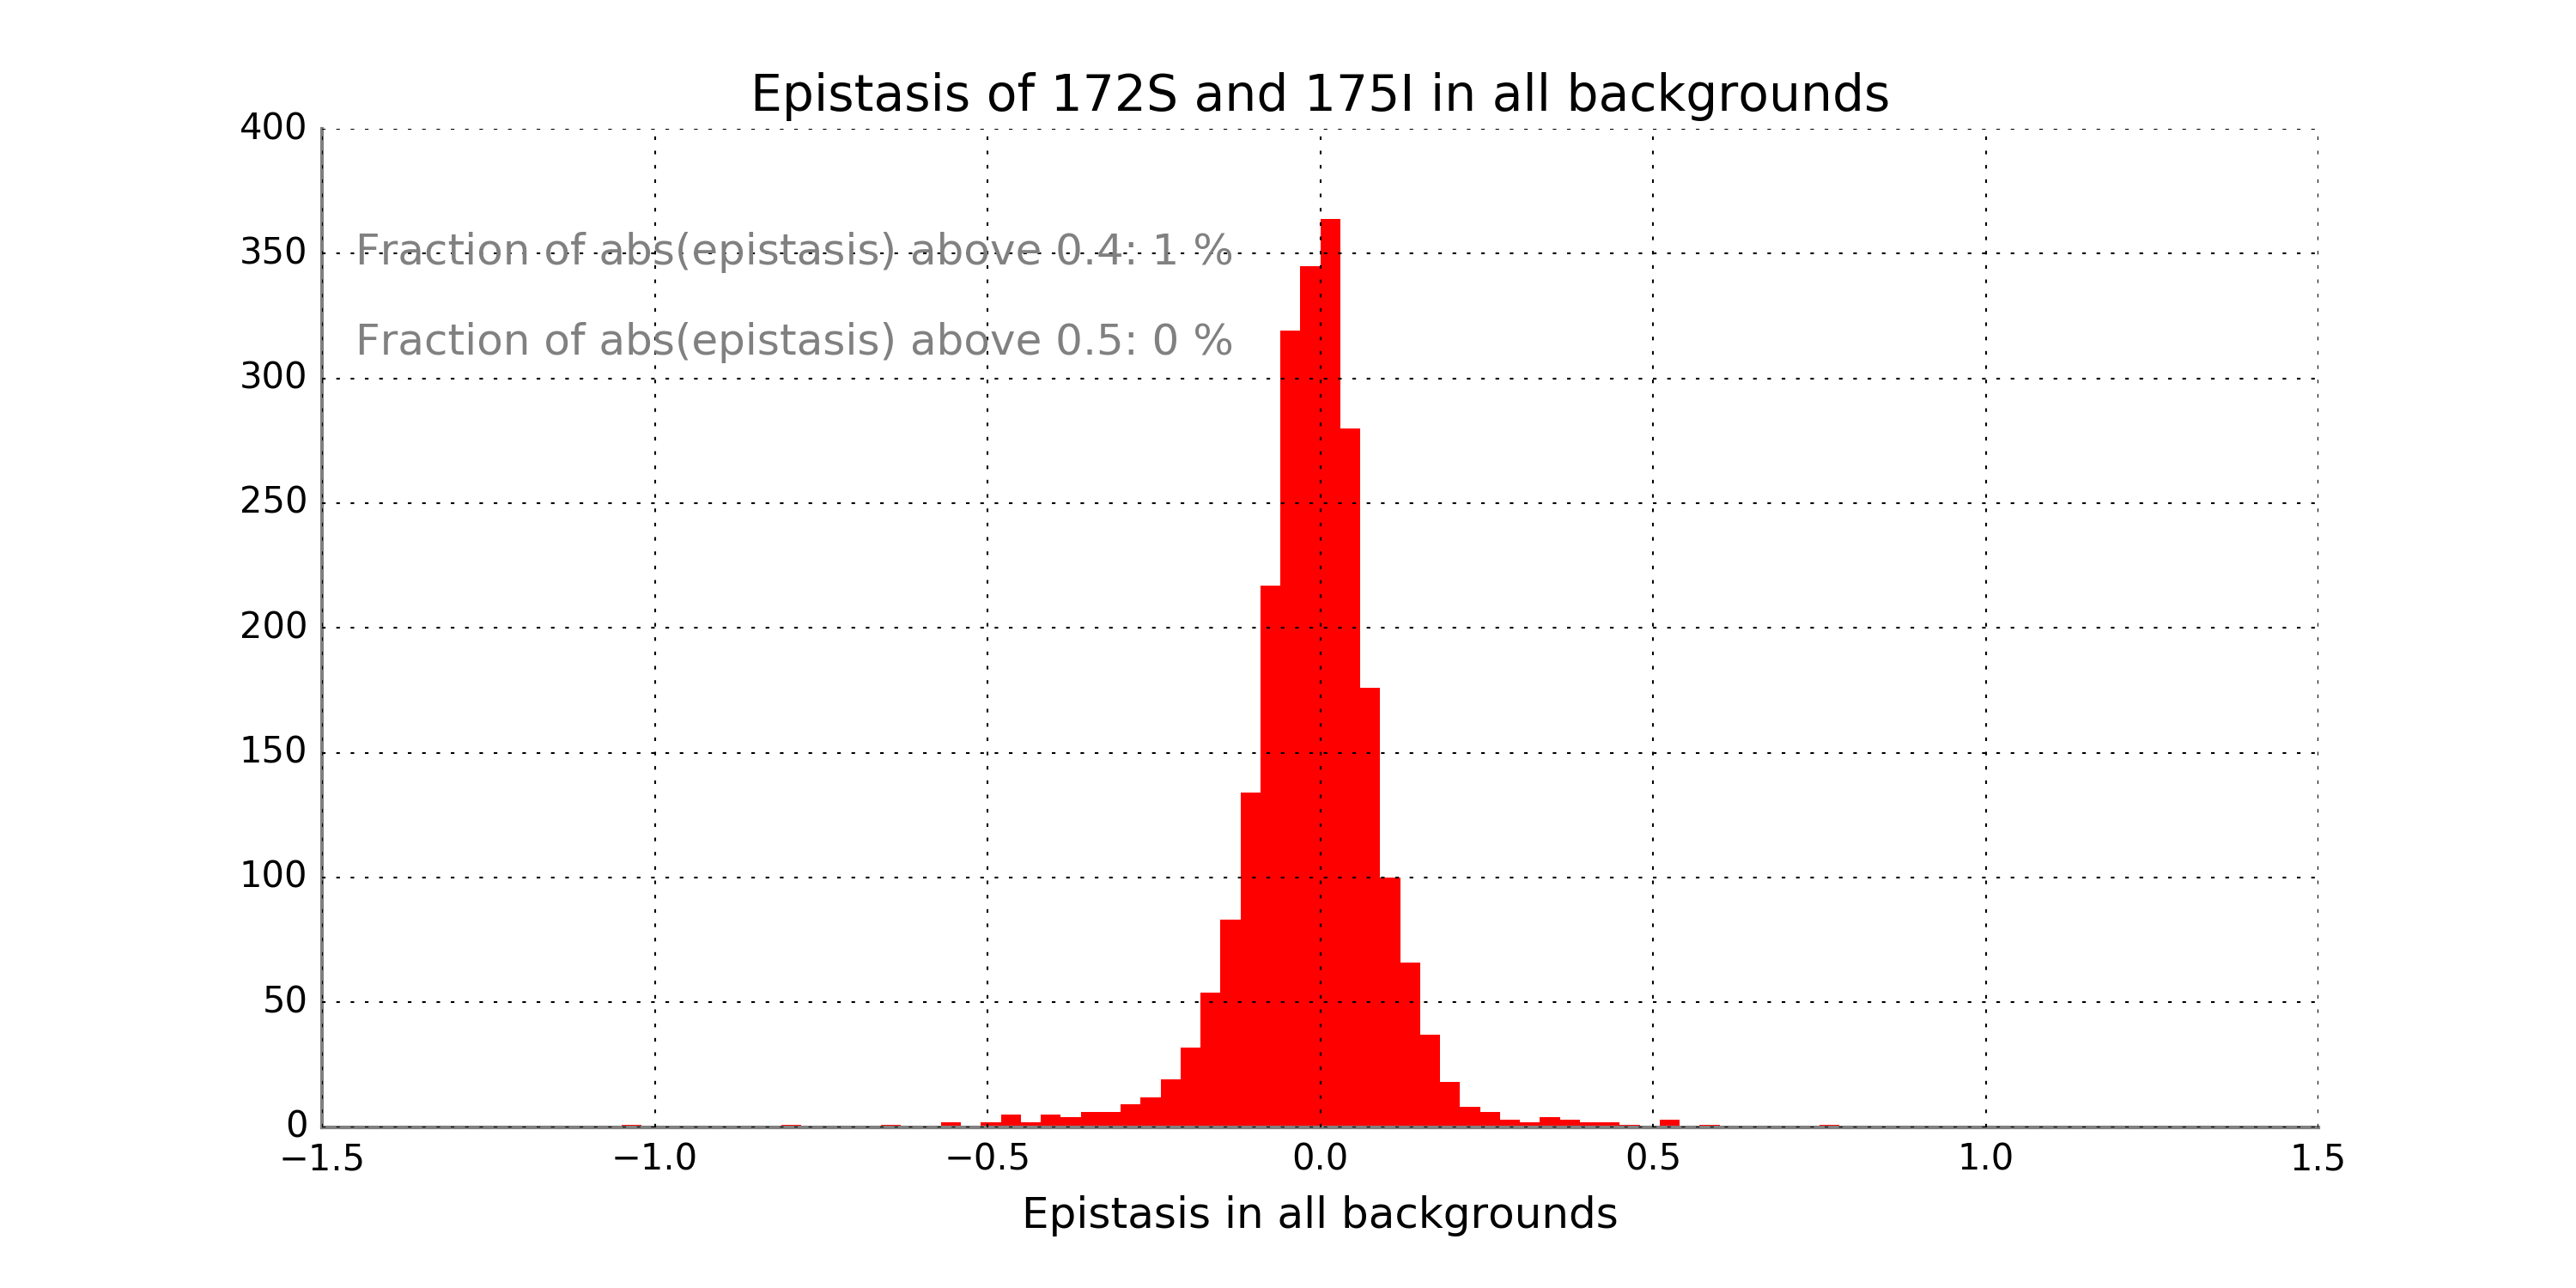 Epistasis of 172S and 175I in all backgrounds
400
350
300
250
200
150
100
50
0
Fraction of abs(epistasis) above 0.4: 1 %
Fraction of abs(epistasis) above 0.5: 0 %
−1.5 −1.0 −0.5 0.0 0.5 1.0 1.5
Epistasis in all backgrounds